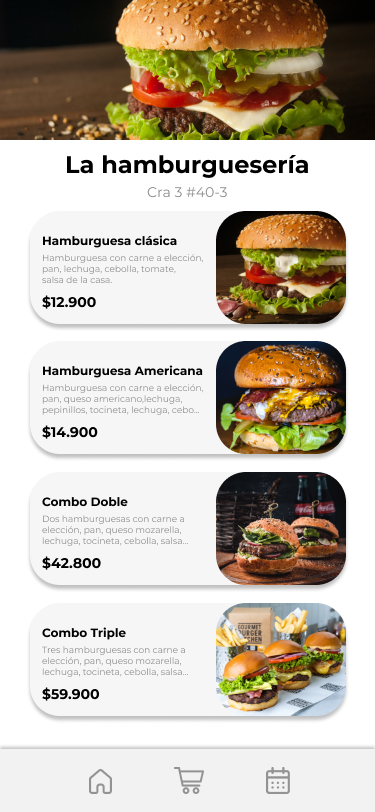 La hamburguesería
Cra 3 #40-3
Hamburguesa clásica
Hamburguesa con carne a elección,
pan, lechuga, cebolla, tomate,
salsa de la casa.
$12.900
Hamburguesa Americana
Hamburguesa con carne a elección,
pan, queso americano,lechuga,
pepinillos, tocineta, lechuga, cebo...
$14.900
Combo Doble
Dos hamburguesas con carne a
elección, pan, queso mozarella,
lechuga, tocineta, cebolla, salsa...
$42.800
Combo Triple
Tres hamburguesas con carne a
elección, pan, queso mozarella,
lechuga, tocineta, cebolla, salsa...
$59.900
GOURMET
BURGER
KITCHEN